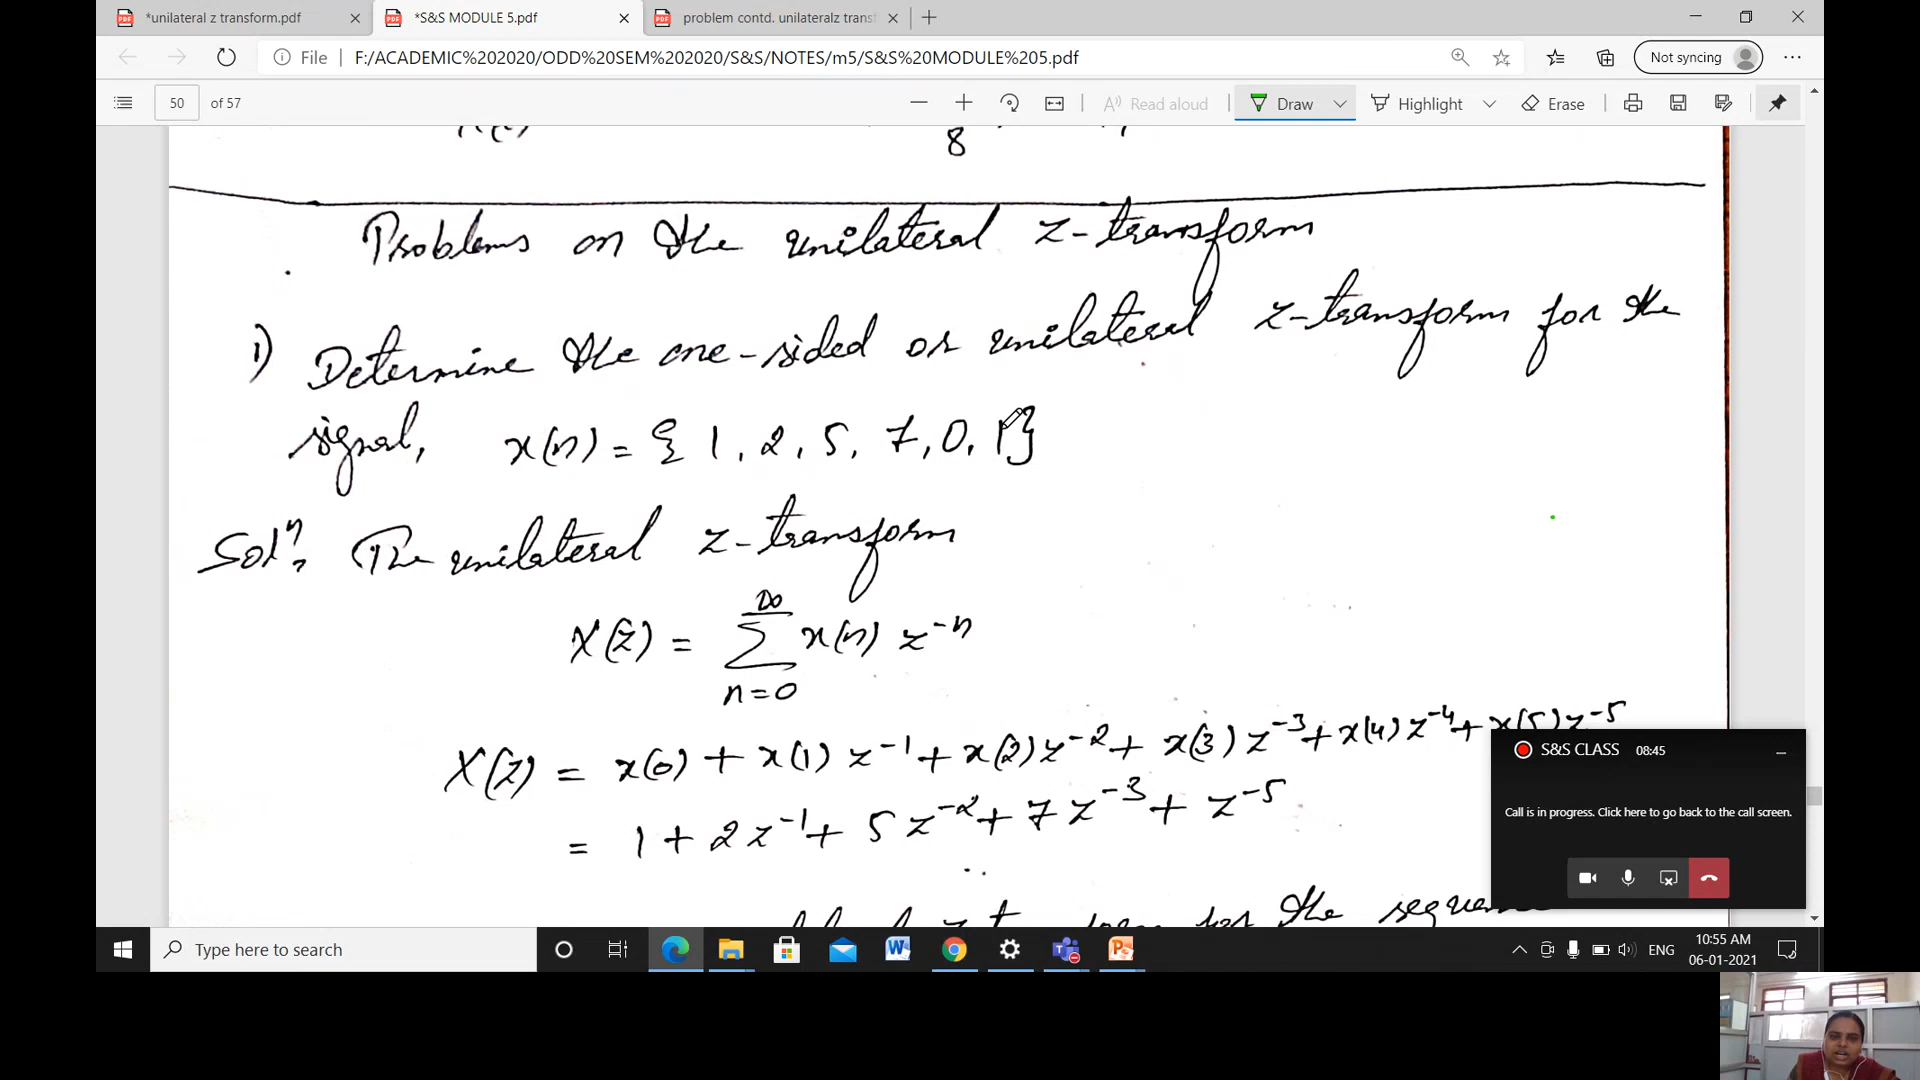 *unilateral z transform.pdf
*S&S MODULE 5.pdf
problem contd. unilateralz transf
File F:/ACADEMIC%202020/ODD%20SEM%202020/S&S/NOTES/m5/S&S%20MODULE%205.pdf
Not syncing
50 of 57
Read aloud
Draw
Highlight
Erase
8
Problems on the unilateral z-transform
1) Determine the one-sided or unilateral z-transform for the
signal, x(n) = { 1, 2, 5, 7, 0, 1}
Solⁿ: The unilateral z-transform
∞
X(z) = ∑ x(n) z⁻ⁿ
n=0
X(z) = x(0) + x(1) z⁻¹ + x(2) z⁻² + x(3) z⁻³ + x(4) z⁻⁴ + x(5) z⁻⁵
= 1 + 2z⁻¹ + 5z⁻² + 7z⁻³ + z⁻⁵
for the
S&S CLASS 08:45
Call is in progress. Click here to go back to the call screen.
Type here to search
ENG
10:55 AM
06-01-2021